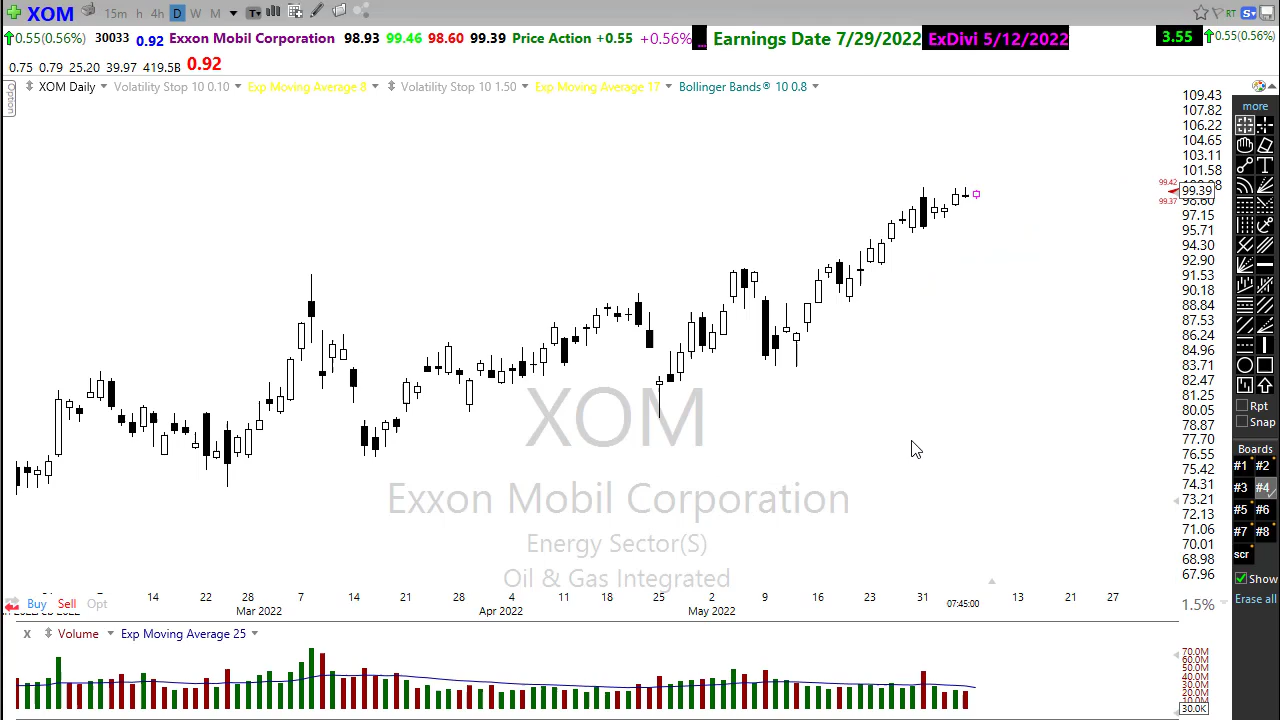 XOM 15m h 4h D W M T RT S
0.55(0.56%) 30033 0.92 Exxon Mobil Corporation 98.93 99.46 98.60 99.39 Price Action +0.55 +0.56% ... Earnings Date 7/29/2022 ExDivi 5/12/2022 3.55 0.55(0.56%)
0.75 0.79 25.20 39.97 419.5B 0.92
Option
XOM Daily Volatility Stop 10 0.10 Exp Moving Average 8 Volatility Stop 10 1.50 Exp Moving Average 17 Bollinger Bands® 10 0.8
109.43
107.82
106.22
104.65
103.11
101.58
99.42
99.39
99.37
97.15
95.71
94.30
92.90
91.53
90.18
88.84
87.53
86.24
84.96
83.71
82.47
81.25
80.05
78.87
77.70
76.55
75.42
74.31
73.21
72.13
71.06
70.01
68.98
67.96
1.5%
more
T
Rpt
Snap
Boards
#1 #2
#3 #4
#5 #6
#7 #8
scr
Show
Erase all
XOM
Exxon Mobil Corporation
Energy Sector(S)
Oil & Gas Integrated
14 22 7 14 21 28 4 11 18 25 2 9 16 23 31 07:45:00 13 21 27
Mar 2022 Apr 2022 May 2022
Buy Sell Opt
X Volume Exp Moving Average 25
70.0M
60.0M
50.0M
40.0M
30.0M
20.0M
30.0K